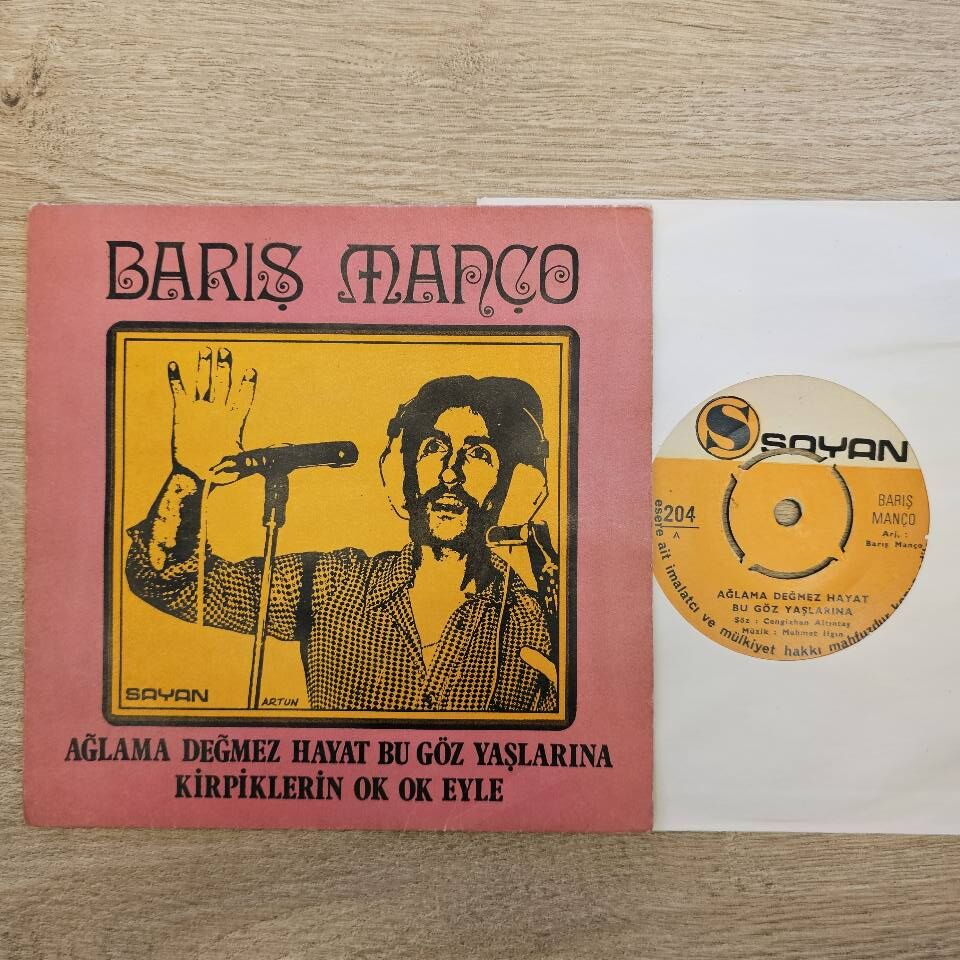 BARIŞ MANÇO
SAYAN
ARTUN
AĞLAMA DEĞMEZ HAYAT BU GÖZ YAŞLARINA
KİRPİKLERİN OK OK EYLE
S SAYAN
204
A
BARIŞ
MANÇO
Arj. :
Barış Manço
AĞLAMA DEĞMEZ HAYAT
BU GÖZ YAŞLARINA
Söz : Cengizhan Altıntaş
Müzik : Mehmet Ilgın
esere ait imalatcı ve mülkiyet hakkı mahfuzdur